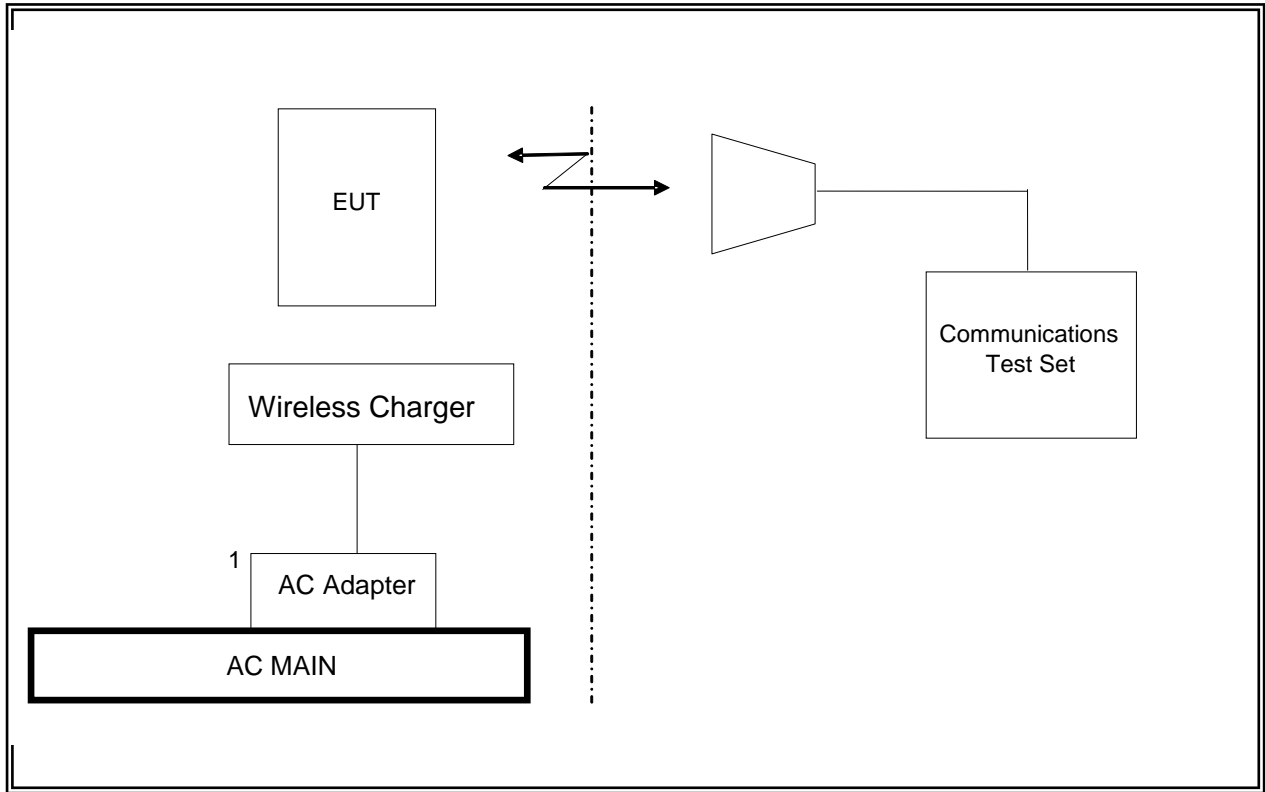 EUT
Communications
Test Set
Wireless Charger
1
AC Adapter
AC MAIN